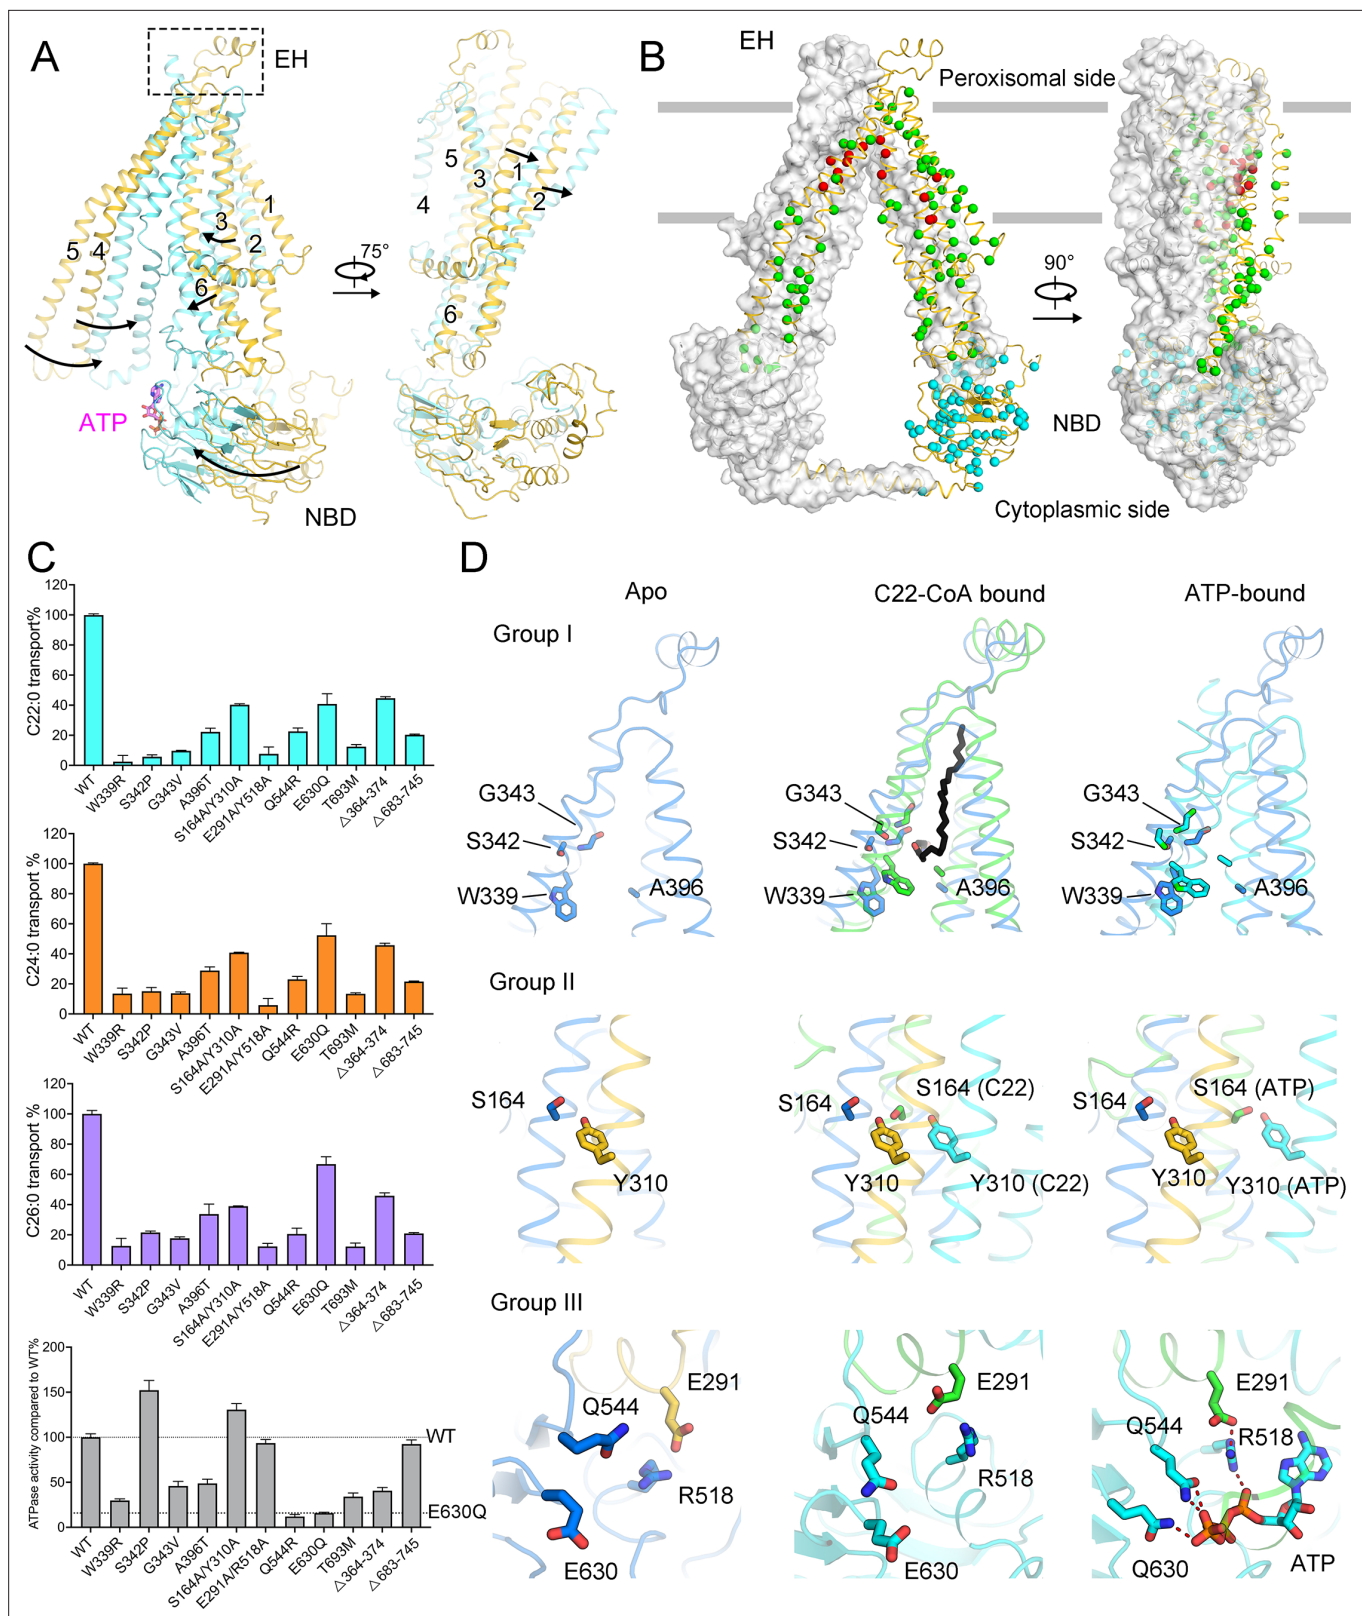 A
EH
5
4
3
1
2
6
ATP
NBD
75°
5
3
1
2
4
6
B
EH
Peroxisomal side
90°
NBD
Cytoplasmic side
C
C22:0 transport%
120
100
80
60
40
20
0
WT
W339R
S342P
G343V
A396T
S164A/Y310A
E291A/Y518A
Q544R
E630Q
T693M
△364-374
△683-745
C24:0 transport %
120
100
80
60
40
20
0
WT
W339R
S342P
G343V
A396T
S164A/Y310A
E291A/Y518A
Q544R
E630Q
T693M
△364-374
△683-745
C26:0 transport %
120
100
80
60
40
20
0
WT
W339R
S342P
G343V
A396T
S164A/Y310A
E291A/Y518A
Q544R
E630Q
T693M
△364-374
△683-745
ATPase activity compared to WT%
200
150
100
50
0
WT
E630Q
WT
W339R
S342P
G343V
A396T
S164A/Y310A
E291A/R518A
Q544R
E630Q
T693M
△364-374
△683-745
D
Apo
C22-CoA bound
ATP-bound
Group I
G343
S342
W339
A396
G343
S342
W339
A396
G343
S342
W339
A396
Group II
S164
Y310
S164 (C22)
S164
Y310
Y310 (C22)
S164 (ATP)
S164
Y310
Y310 (ATP)
Group III
E291
Q544
R518
E630
E291
Q544
R518
E630
E291
Q544
R518
Q630
ATP